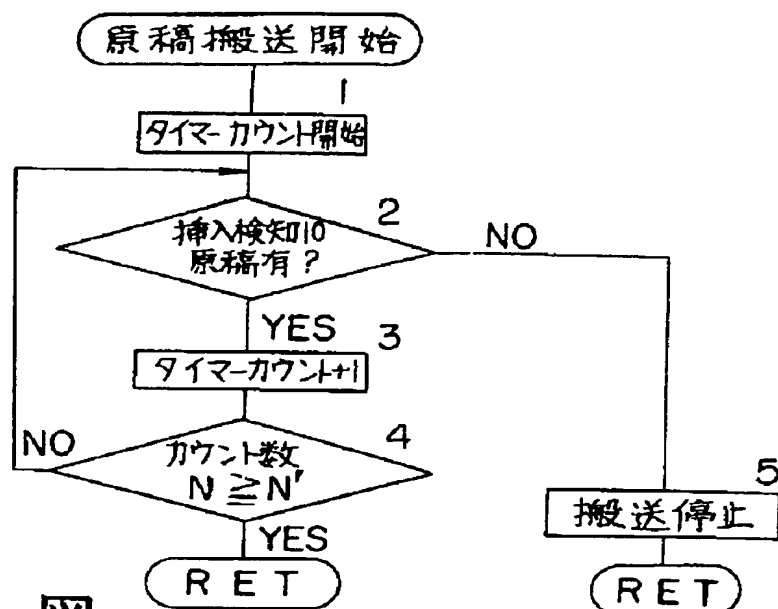 原稿搬送開始
1
タイマーカウント開始
2
挿入検知10
原稿有?
NO
YES
3
タイマーカウント+1
4
NO
カウント数
N≧N'
YES
5
搬送停止
RET
RET